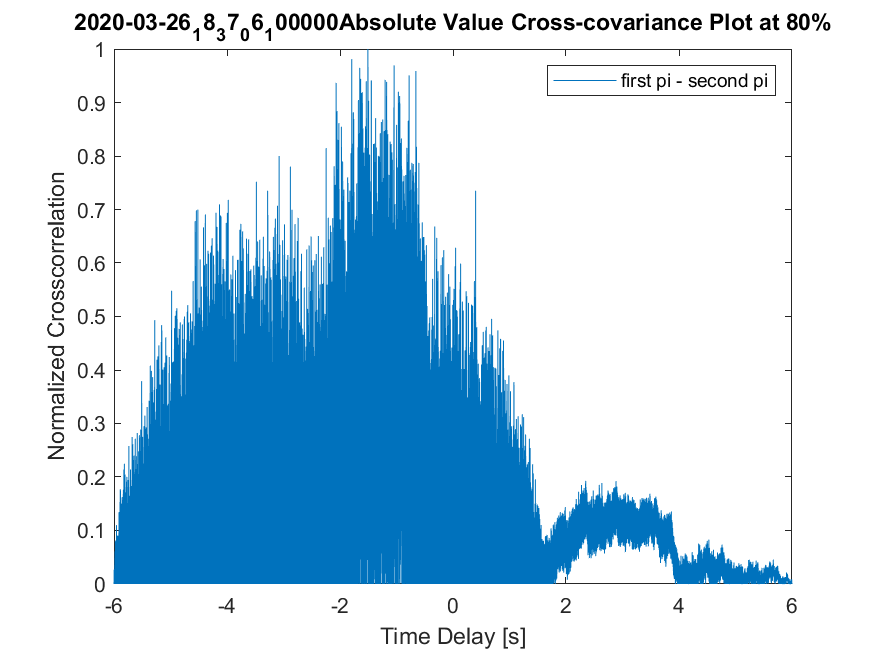 2020-03-26₁8₃7₀6₁00000Absolute Value Cross-covariance Plot at 80%
first pi - second pi
1
0.9
0.8
0.7
0.6
0.5
0.4
0.3
0.2
0.1
0
Normalized Crosscorrelation
-6 -4 -2 0 2 4 6
Time Delay [s]